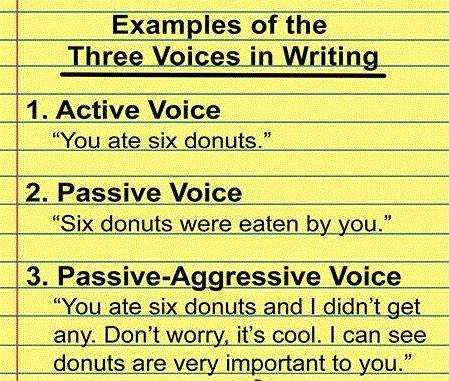 Examples of the
Three Voices in Writing
1. Active Voice
“You ate six donuts.”
2. Passive Voice
“Six donuts were eaten by you.”
3. Passive-Aggressive Voice
“You ate six donuts and I didn’t get
any. Don’t worry, it’s cool. I can see
donuts are very important to you.”